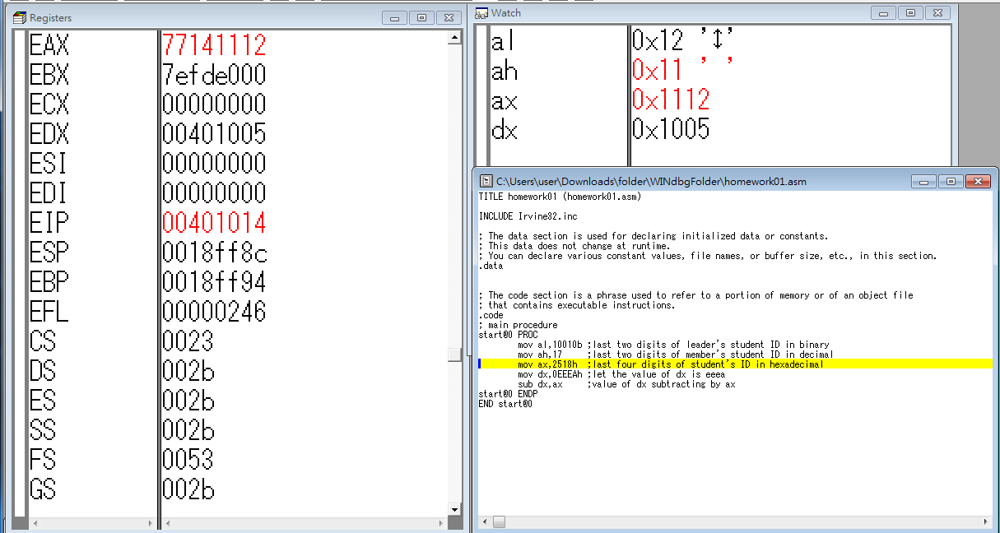 Registers
EAX 77141112
EBX 7efde000
ECX 00000000
EDX 00401005
ESI 00000000
EDI 00000000
EIP 00401014
ESP 0018ff8c
EBP 0018ff94
EFL 00000246
CS 0023
DS 002b
ES 002b
SS 002b
FS 0053
GS 002b
Watch
al 0x12 '↕'
ah 0x11 ' '
ax 0x1112
dx 0x1005
C:\Users\user\Downloads\folder\WINdbgFolder\homework01.asm
TITLE homework01 (homework01.asm)
INCLUDE Irvine32.inc
; The data section is used for declaring initialized data or constants.
; This data does not change at runtime.
; You can declare various constant values, file names, or buffer size, etc., in this section.
.data
; The code section is a phrase used to refer to a portion of memory or of an object file
; that contains executable instructions.
.code
; main procedure
start@0 PROC
mov al,10010b ;last two digits of leader's student ID in binary
mov ah,17 ;last two digits of member's student ID in decimal
mov ax,2518h ;last four digits of student's ID in hexadecimal
mov dx,0EEEAh ;let the value of dx is eeea
sub dx,ax ;value of dx subtracting by ax
start@0 ENDP
END start@0